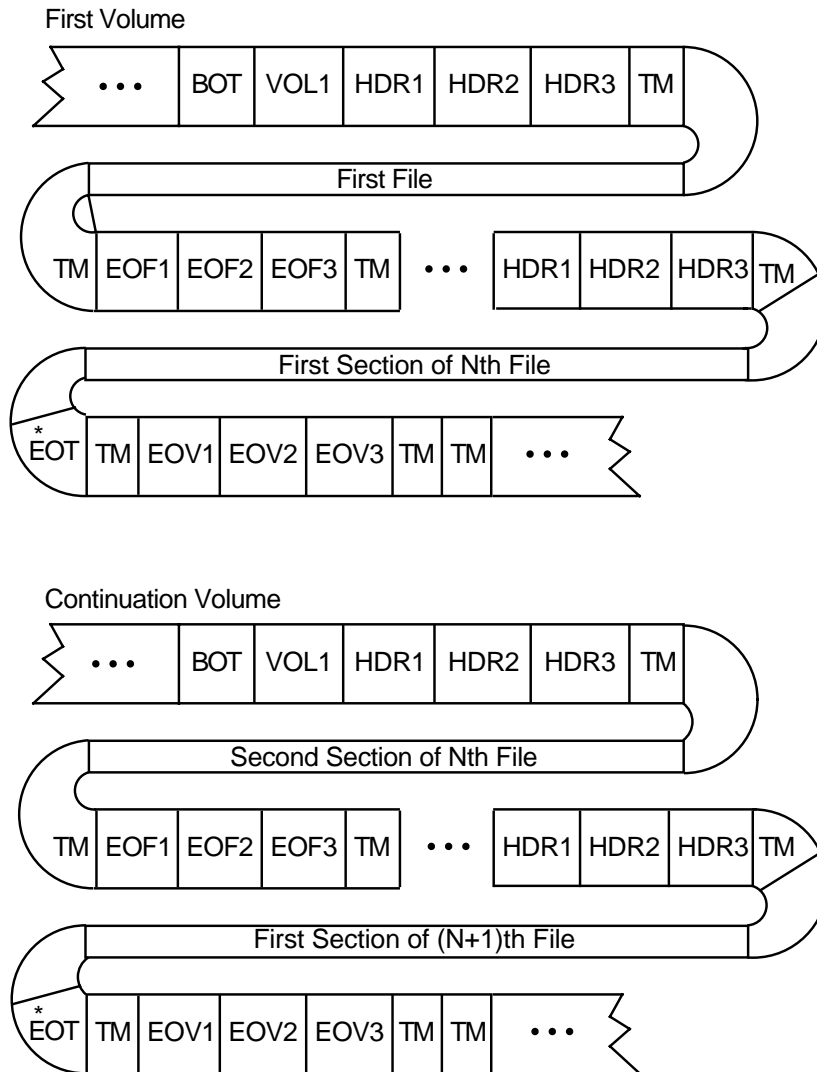 First Volume
••• BOT VOL1 HDR1 HDR2 HDR3 TM
First File
TM EOF1 EOF2 EOF3 TM ••• HDR1 HDR2 HDR3 TM
First Section of Nth File
*
EOT TM EOV1 EOV2 EOV3 TM TM •••
Continuation Volume
••• BOT VOL1 HDR1 HDR2 HDR3 TM
Second Section of Nth File
TM EOF1 EOF2 EOF3 TM ••• HDR1 HDR2 HDR3 TM
First Section of (N+1)th File
*
EOT TM EOV1 EOV2 EOV3 TM TM •••